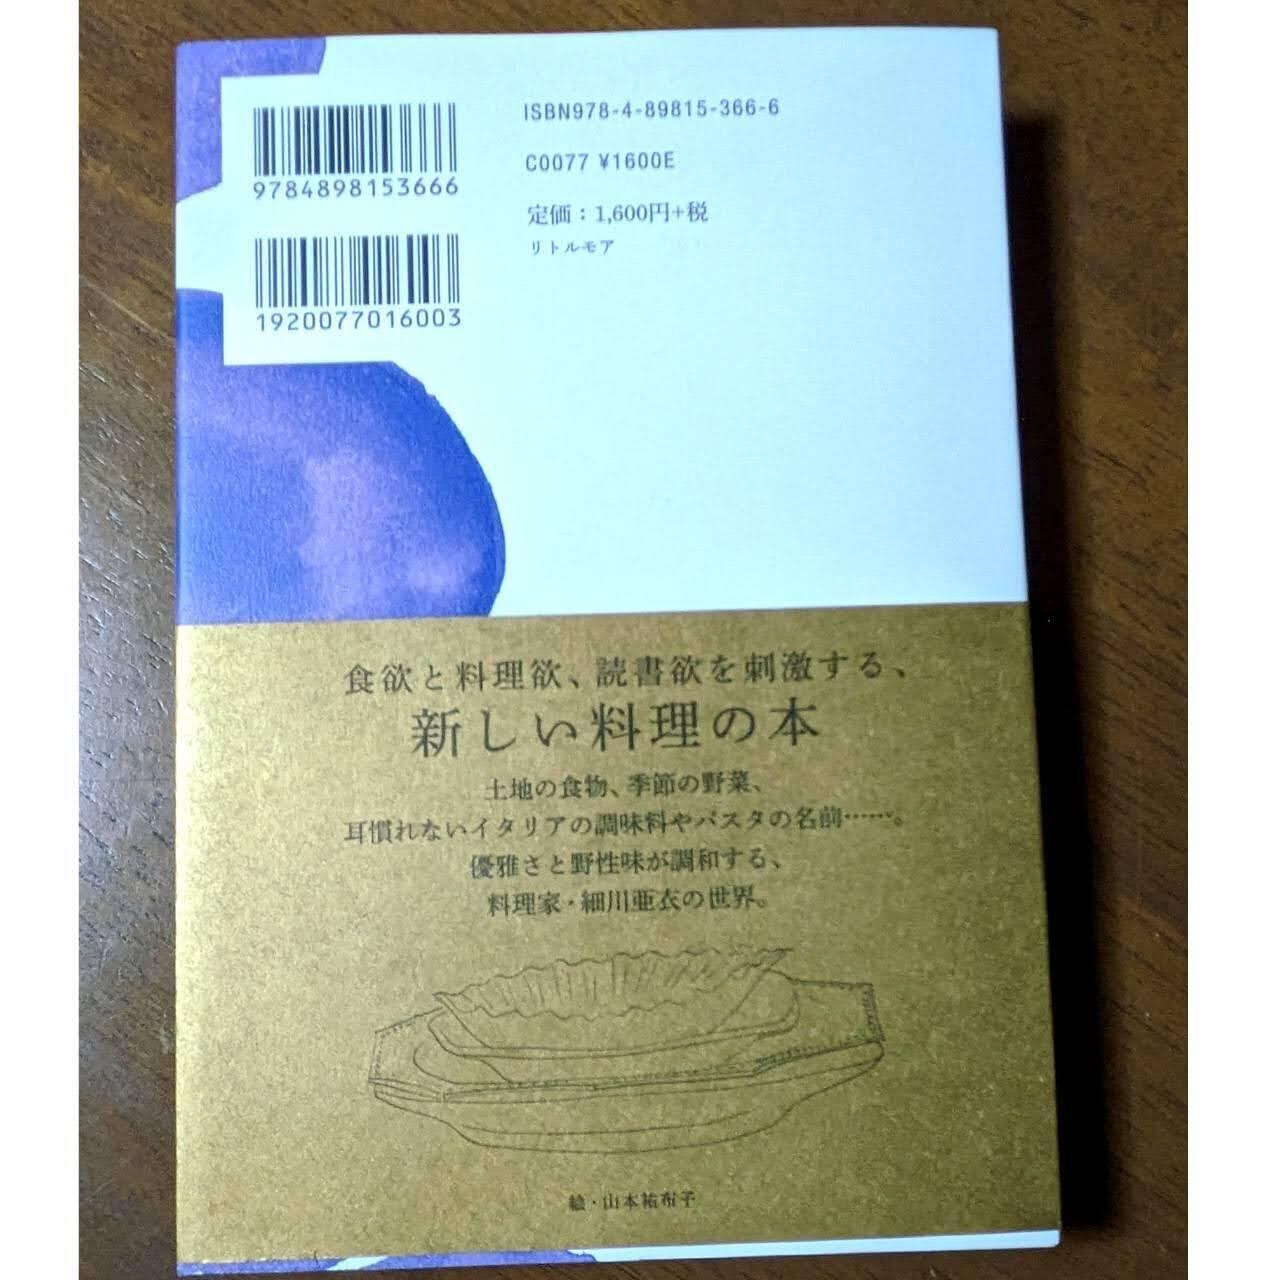 ISBN978-4-89815-366-6
9784898153666
C0077 ¥1600E
定価：1,600円+税
リトルモア
1920077016003
食欲と料理欲、読書欲を刺激する、
新しい料理の本
土地の食物、季節の野菜、
耳慣れないイタリアの調味料やパスタの名前……。
優雅さと野性味が調和する、
料理家・細川亜衣の世界。
絵・山本祐布子